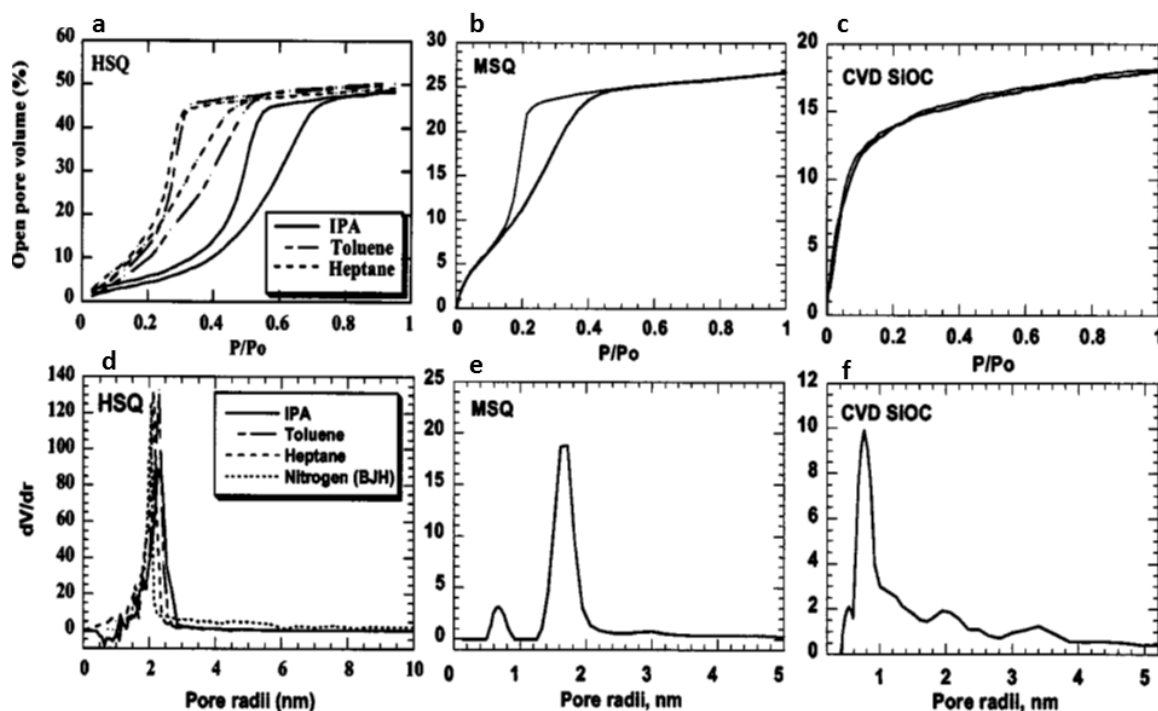 a
60
50
40
30
20
10
0
HSQ
IPA
Toluene
Heptane
Open pore volume (%)
0 0.2 0.4 0.6 0.8 1
P/Po
b
30
25
20
15
10
5
0
MSQ
0 0.2 0.4 0.6 0.8 1
P/Po
c
20
15
10
5
0
CVD SIOC
0 0.2 0.4 0.6 0.8 1
P/Po
d
140
120
100
80
60
40
20
0
HSQ
IPA
Toluene
Heptane
Nitrogen (BJH)
dV/dr
0 2 4 6 8 10
Pore radii (nm)
e
25
20
15
10
5
0
MSQ
0 1 2 3 4 5
Pore radii, nm
f
12
10
8
6
4
2
0
CVD SIOC
1 2 3 4 5
Pore radii, nm